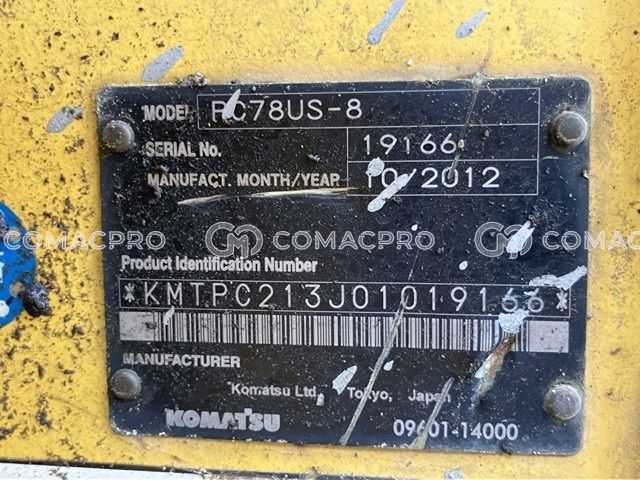 MODEL PC78US-8
SERIAL No. 19166
MANUFACT. MONTH/YEAR 10/2012
COMACPRO COMACPRO COMACPRO
Product Identification Number
*KMTPC213J01019166*
MANUFACTURER
Komatsu Ltd. Tokyo, Japan
KOMATSU 09601-14000